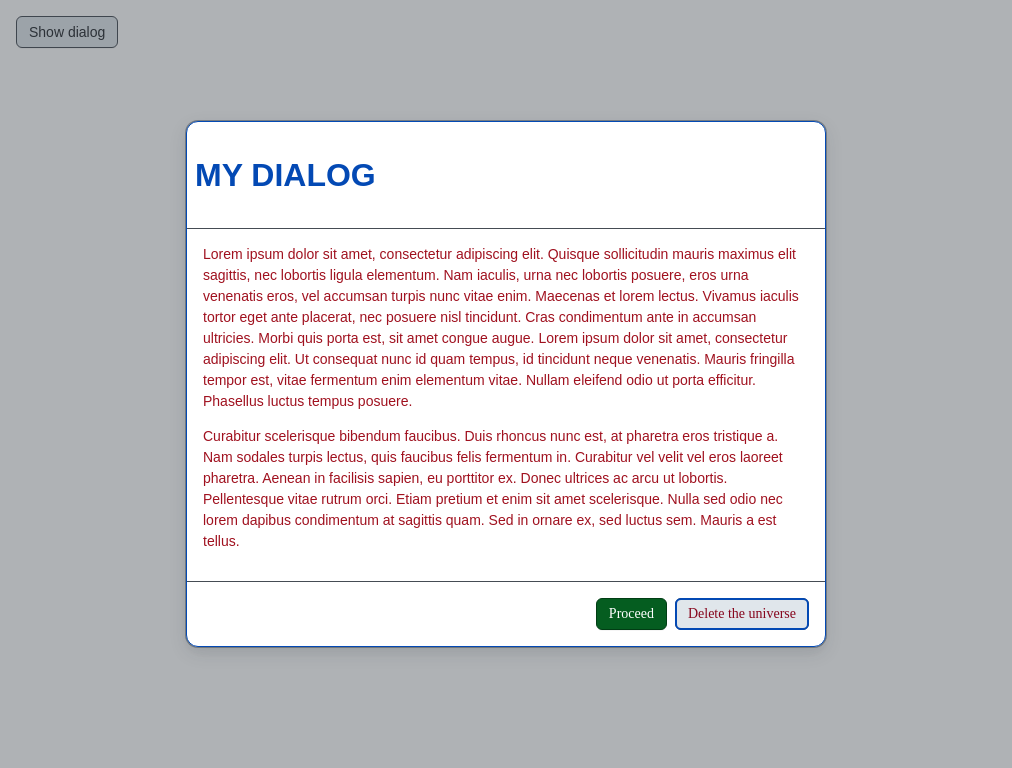 Show dialog
MY DIALOG
Lorem ipsum dolor sit amet, consectetur adipiscing elit. Quisque sollicitudin mauris maximus elit
sagittis, nec lobortis ligula elementum. Nam iaculis, urna nec lobortis posuere, eros urna
venenatis eros, vel accumsan turpis nunc vitae enim. Maecenas et lorem lectus. Vivamus iaculis
tortor eget ante placerat, nec posuere nisl tincidunt. Cras condimentum ante in accumsan
ultricies. Morbi quis porta est, sit amet congue augue. Lorem ipsum dolor sit amet, consectetur
adipiscing elit. Ut consequat nunc id quam tempus, id tincidunt neque venenatis. Mauris fringilla
tempor est, vitae fermentum enim elementum vitae. Nullam eleifend odio ut porta efficitur.
Phasellus luctus tempus posuere.
Curabitur scelerisque bibendum faucibus. Duis rhoncus nunc est, at pharetra eros tristique a.
Nam sodales turpis lectus, quis faucibus felis fermentum in. Curabitur vel velit vel eros laoreet
pharetra. Aenean in facilisis sapien, eu porttitor ex. Donec ultrices ac arcu ut lobortis.
Pellentesque vitae rutrum orci. Etiam pretium et enim sit amet scelerisque. Nulla sed odio nec
lorem dapibus condimentum at sagittis quam. Sed in ornare ex, sed luctus sem. Mauris a est
tellus.
Proceed
Delete the universe